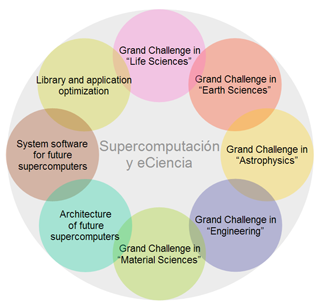 Grand Challenge in
“Life Sciences”
Grand Challenge in
“Earth Sciences”
Grand Challenge in
“Astrophysics”
Grand Challenge in
“Engineering”
Grand Challenge in
“Material Sciences”
Architecture
of future
supercomputers
System software
for future
supercomputers
Library and application
optimization
Supercomputación
y eCiencia